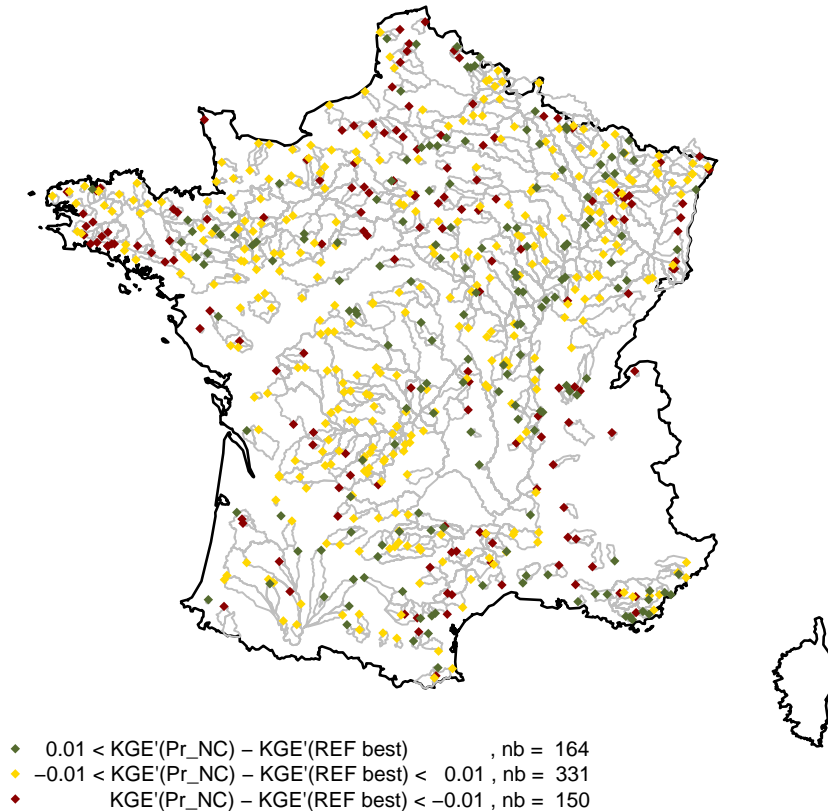 0.01 < KGE'(Pr_NC) − KGE'(REF best) , nb = 164
−0.01 < KGE'(Pr_NC) − KGE'(REF best) < 0.01 , nb = 331
KGE'(Pr_NC) − KGE'(REF best) < −0.01 , nb = 150